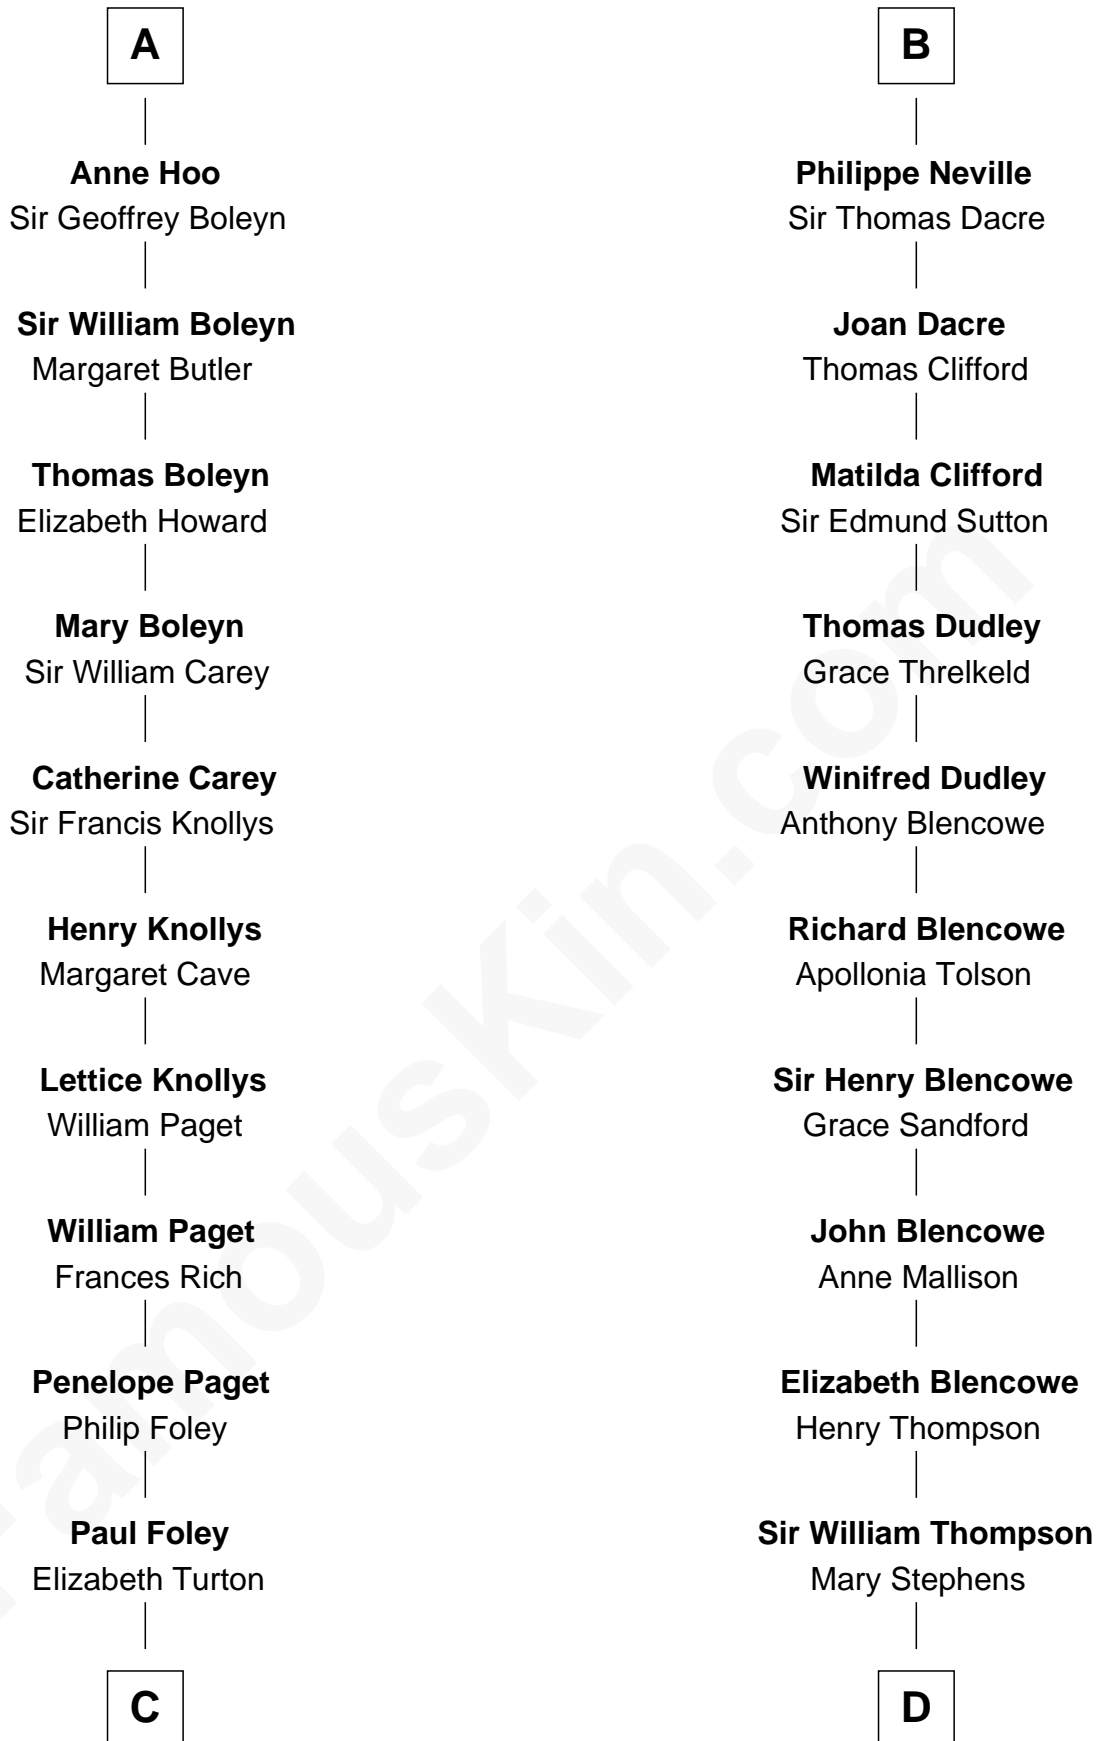 A
Anne Hoo
Sir Geoffrey Boleyn
Sir William Boleyn
Margaret Butler
Thomas Boleyn
Elizabeth Howard
Mary Boleyn
Sir William Carey
Catherine Carey
Sir Francis Knollys
Henry Knollys
Margaret Cave
Lettice Knollys
William Paget
William Paget
Frances Rich
Penelope Paget
Philip Foley
Paul Foley
Elizabeth Turton
C
B
Philippe Neville
Sir Thomas Dacre
Joan Dacre
Thomas Clifford
Matilda Clifford
Sir Edmund Sutton
Thomas Dudley
Grace Threlkeld
Winifred Dudley
Anthony Blencowe
Richard Blencowe
Apollonia Tolson
Sir Henry Blencowe
Grace Sandford
John Blencowe
Anne Mallison
Elizabeth Blencowe
Henry Thompson
Sir William Thompson
Mary Stephens
D
FamousKin.com